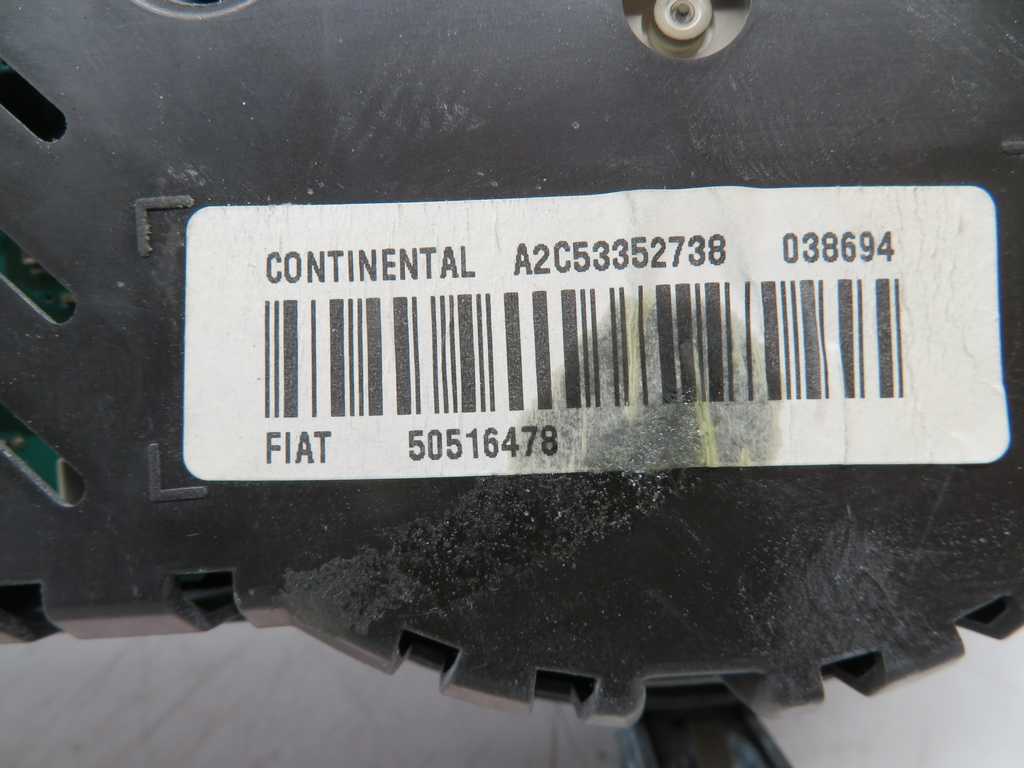 CONTINENTAL A2C53352738 038694
FIAT 50516478